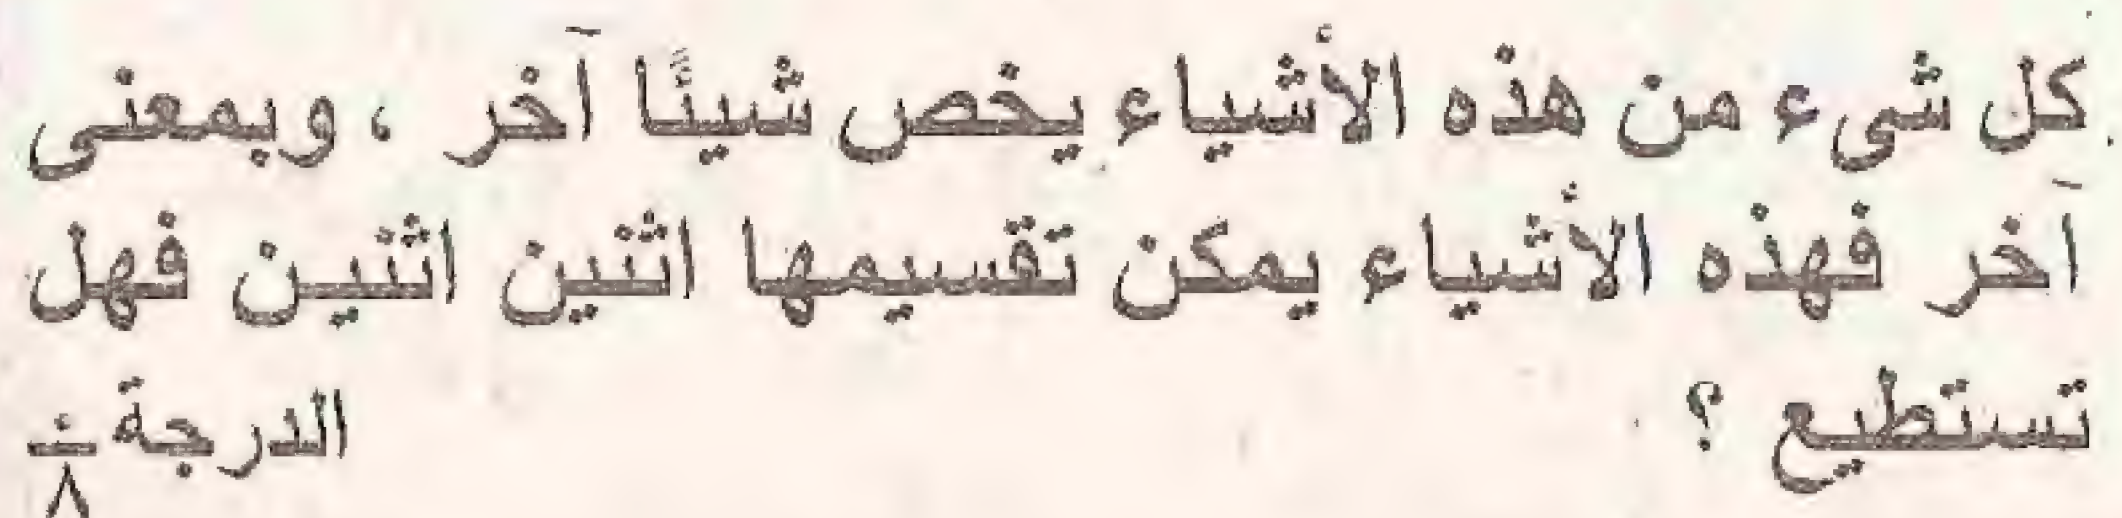 كل شىء من هذه الأشياء يخص شيئًا آخر ، وبمعنى
آخر فهذه الأشياء يمكن تقسيمها اثنين اثنين فهل
تستطيع ؟ الدرجة ٨